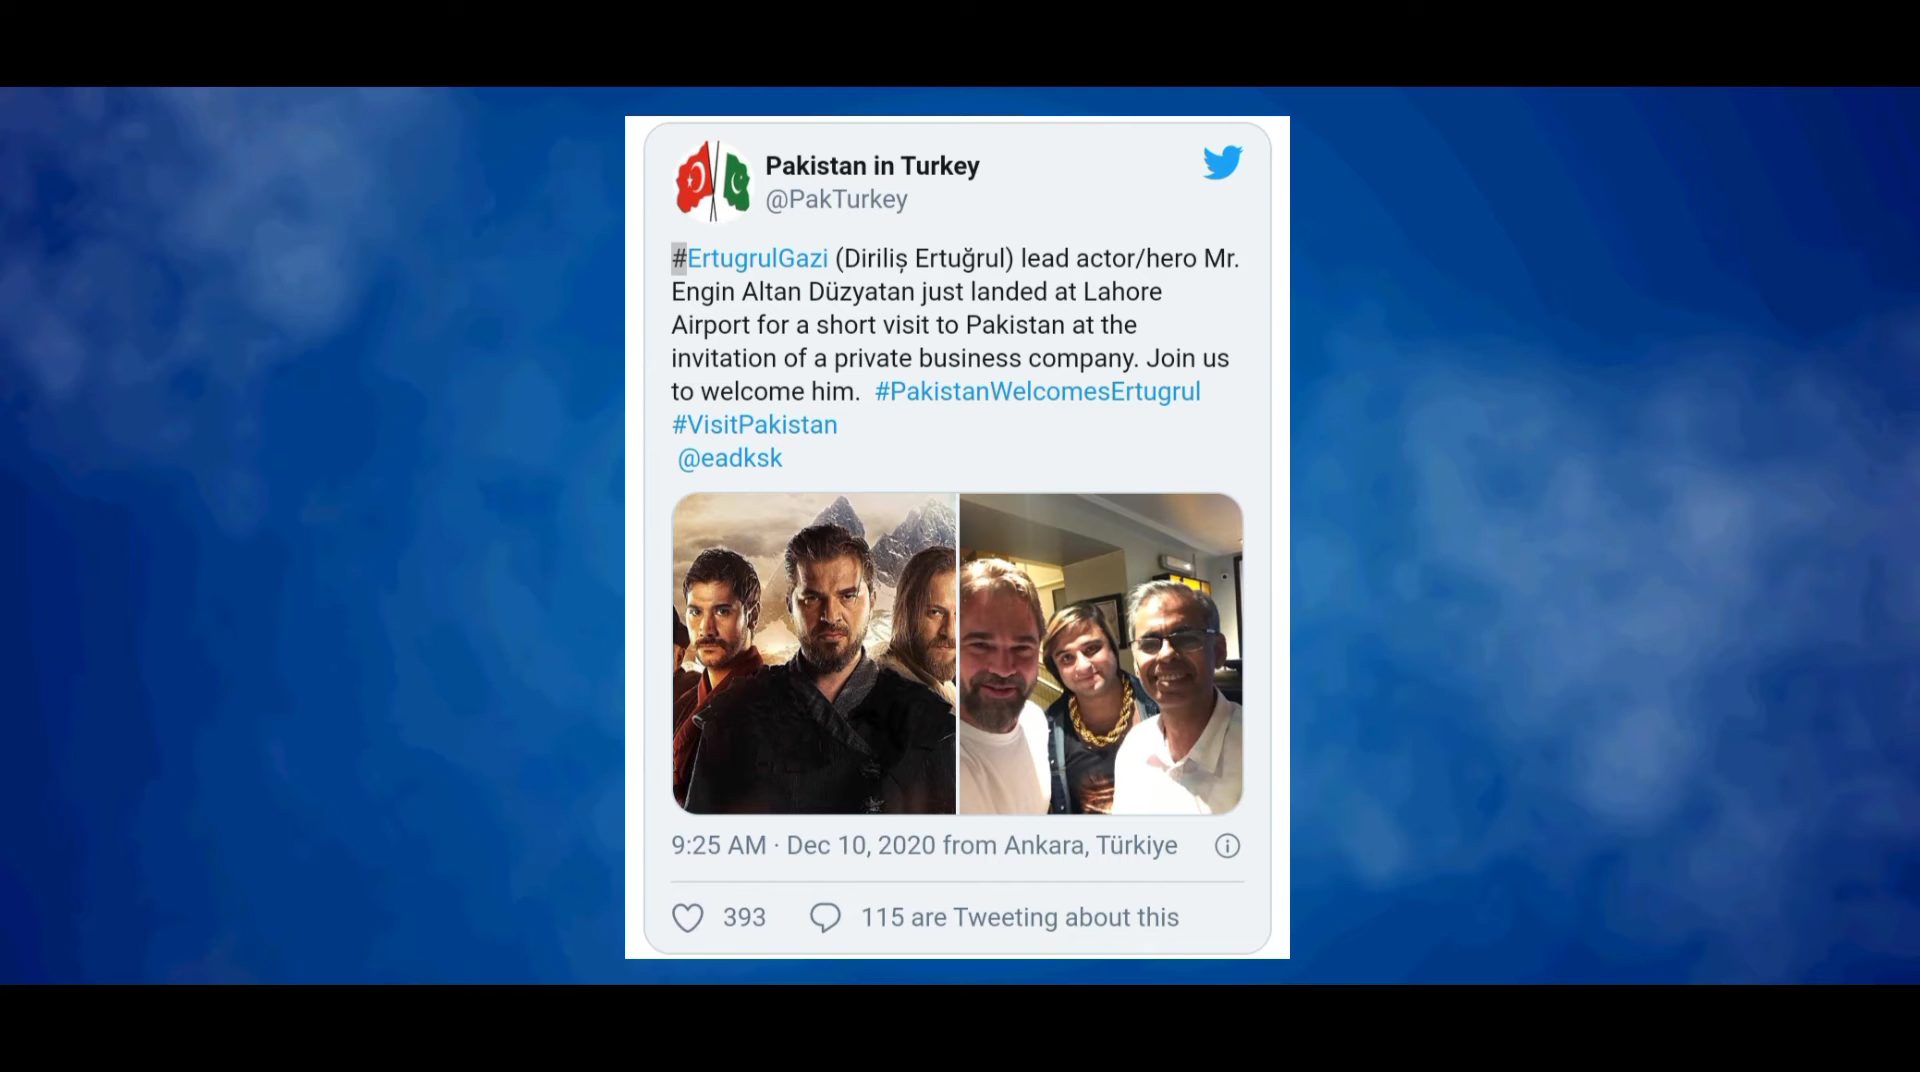 Pakistan in Turkey
@PakTurkey
#ErtugrulGazi (Diriliş Ertuğrul) lead actor/hero Mr.
Engin Altan Düzyatan just landed at Lahore
Airport for a short visit to Pakistan at the
invitation of a private business company. Join us
to welcome him. #PakistanWelcomesErtugrul
#VisitPakistan
@eadksk
9:25 AM · Dec 10, 2020 from Ankara, Türkiye
393 115 are Tweeting about this